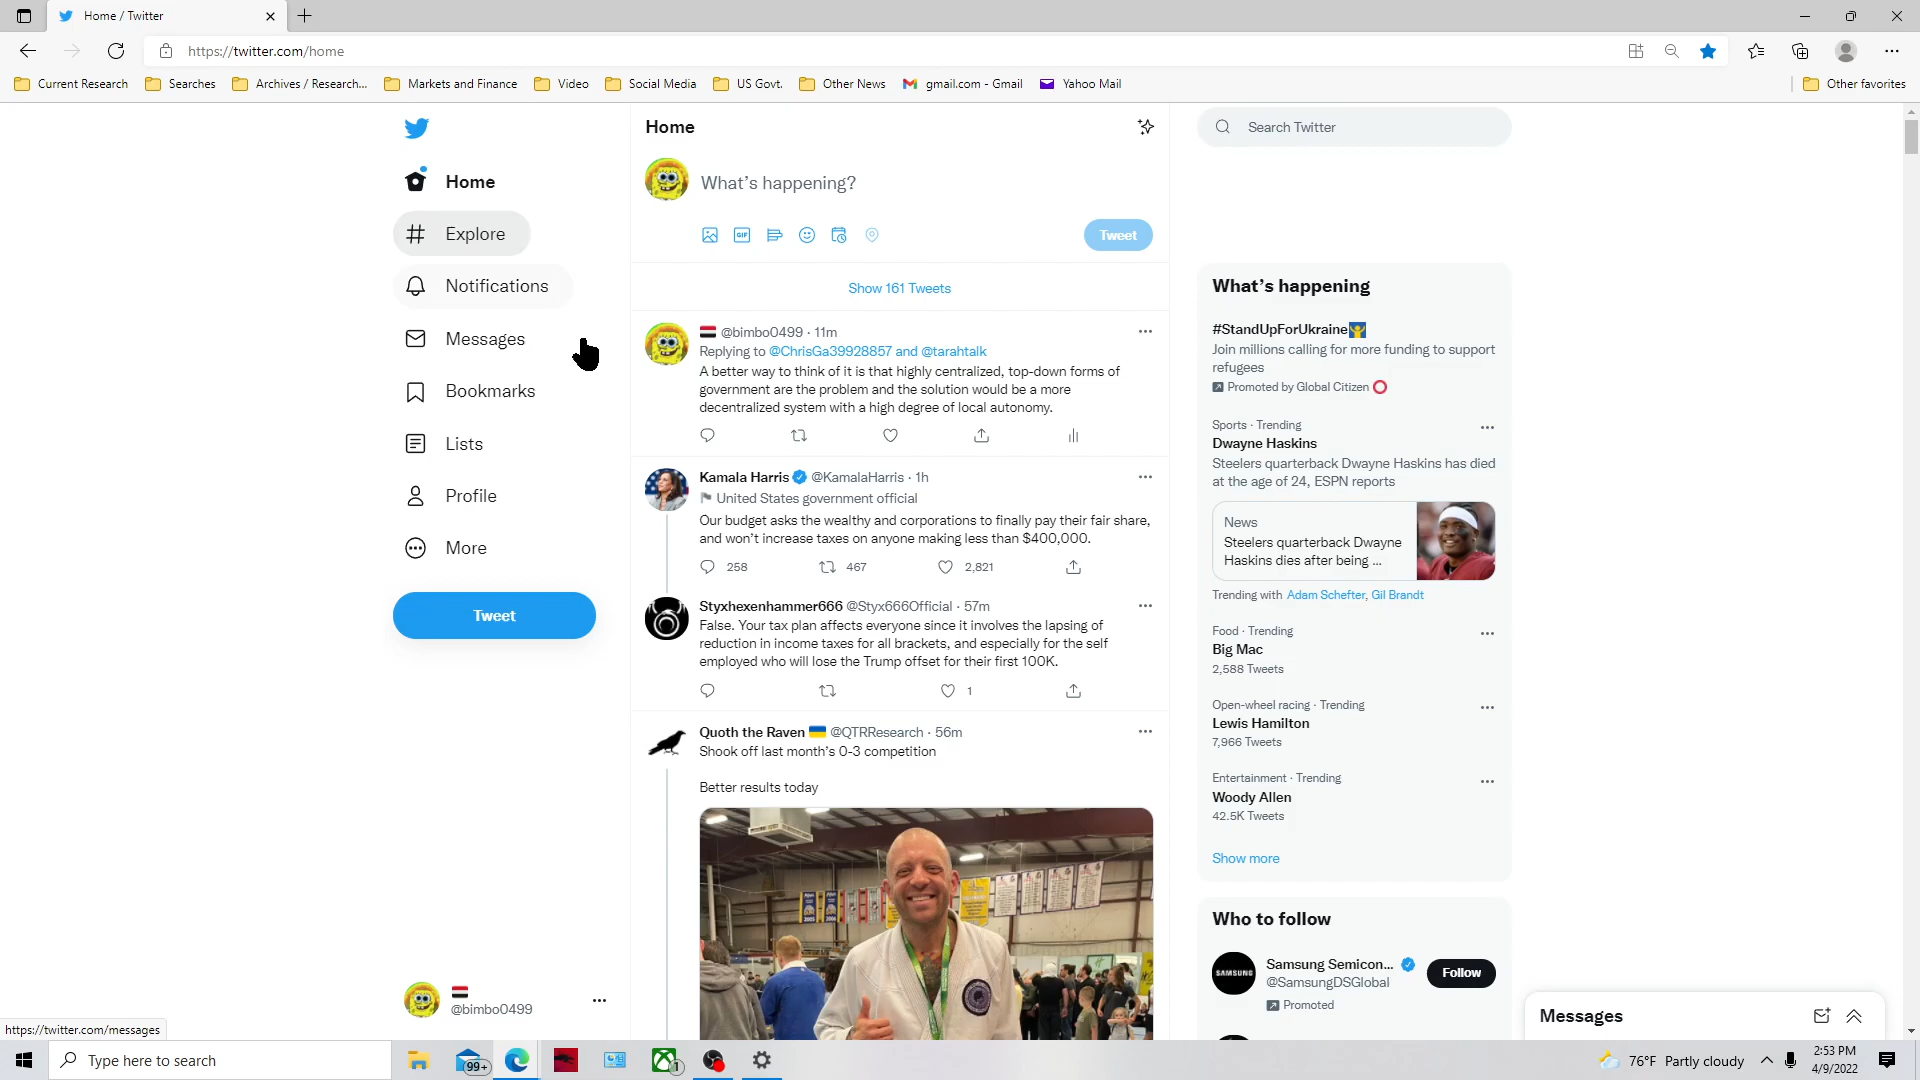 Home / Twitter
https://twitter.com/home
Current Research
Searches
Archives / Research...
Markets and Finance
Video
Social Media
US Govt.
Other News
gmail.com - Gmail
Yahoo Mail
Other favorites
Home
Explore
Notifications
Messages
Bookmarks
Lists
Profile
More
Tweet
@bimbo0499
https://twitter.com/messages
Home
What's happening?
GIF
Tweet
Show 161 Tweets
@bimbo0499 · 11m
Replying to @ChrisGa39928857 and @tarahtalk
A better way to think of it is that highly centralized, top-down forms of
government are the problem and the solution would be a more
decentralized system with a high degree of local autonomy.
Kamala Harris @KamalaHarris · 1h
United States government official
Our budget asks the wealthy and corporations to finally pay their fair share,
and won't increase taxes on anyone making less than $400,000.
258 467 2,821
Styxhexenhammer666 @Styx666Official · 57m
False. Your tax plan affects everyone since it involves the lapsing of
reduction in income taxes for all brackets, and especially for the self
employed who will lose the Trump offset for their first 100K.
1
Quoth the Raven @QTRResearch · 56m
Shook off last month's 0-3 competition
Better results today
Search Twitter
What's happening
#StandUpForUkraine
Join millions calling for more funding to support
refugees
Promoted by Global Citizen
Sports · Trending
Dwayne Haskins
Steelers quarterback Dwayne Haskins has died
at the age of 24, ESPN reports
News
Steelers quarterback Dwayne
Haskins dies after being ...
Trending with Adam Schefter, Gil Brandt
Food · Trending
Big Mac
2,588 Tweets
Open-wheel racing · Trending
Lewis Hamilton
7,966 Tweets
Entertainment · Trending
Woody Allen
42.5K Tweets
Show more
Who to follow
SAMSUNG
Samsung Semicon...
@SamsungDSGlobal
Promoted
Follow
Messages
Type here to search
99+
1
76°F Partly cloudy
2:53 PM
4/9/2022